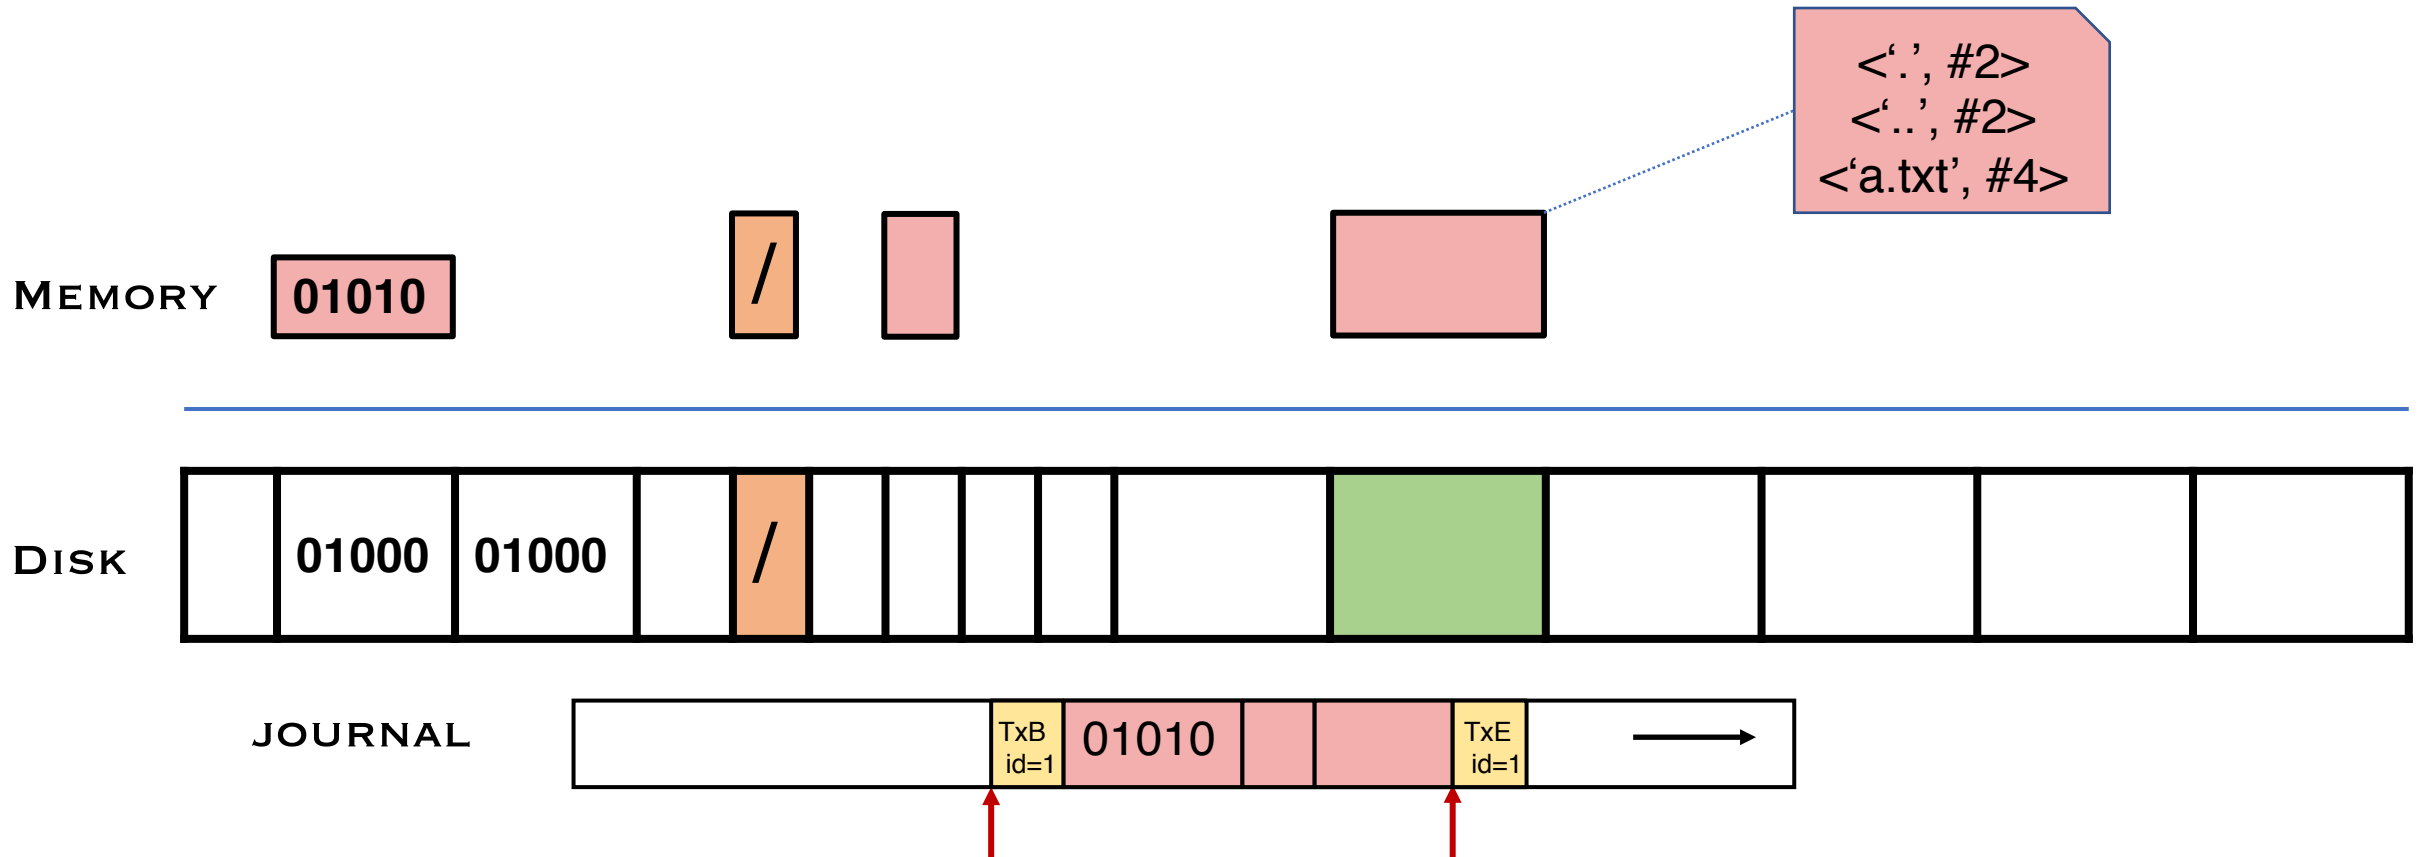 <‘.’, #2>
<‘..’, #2>
<‘a.txt’, #4>
MEMORY
01010
/
DISK
01000
01000
/
JOURNAL
TxB
id=1
01010
TxE
id=1